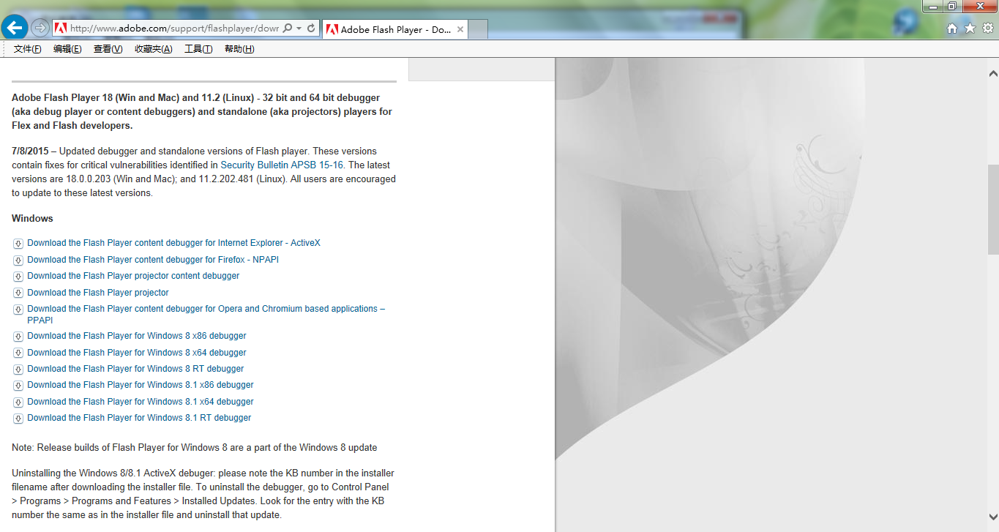 http://www.adobe.com/support/flashplayer/dowr
Adobe Flash Player - Do...
文件(F) 编辑(E) 查看(V) 收藏夹(A) 工具(T) 帮助(H)
Adobe Flash Player 18 (Win and Mac) and 11.2 (Linux) - 32 bit and 64 bit debugger
(aka debug player or content debuggers) and standalone (aka projectors) players for
Flex and Flash developers.
7/8/2015 – Updated debugger and standalone versions of Flash player. These versions
contain fixes for critical vulnerabilities identified in Security Bulletin APSB 15-16. The latest
versions are 18.0.0.203 (Win and Mac); and 11.2.202.481 (Linux). All users are encouraged
to update to these latest versions.
Windows
Download the Flash Player content debugger for Internet Explorer - ActiveX
Download the Flash Player content debugger for Firefox - NPAPI
Download the Flash Player projector content debugger
Download the Flash Player projector
Download the Flash Player content debugger for Opera and Chromium based applications –
PPAPI
Download the Flash Player for Windows 8 x86 debugger
Download the Flash Player for Windows 8 x64 debugger
Download the Flash Player for Windows 8 RT debugger
Download the Flash Player for Windows 8.1 x86 debugger
Download the Flash Player for Windows 8.1 x64 debugger
Download the Flash Player for Windows 8.1 RT debugger
Note: Release builds of Flash Player for Windows 8 are a part of the Windows 8 update
Uninstalling the Windows 8/8.1 ActiveX debuger: please note the KB number in the installer
filename after downloading the installer file. To uninstall the debugger, go to Control Panel
> Programs > Programs and Features > Installed Updates. Look for the entry with the KB
number the same as in the installer file and uninstall that update.